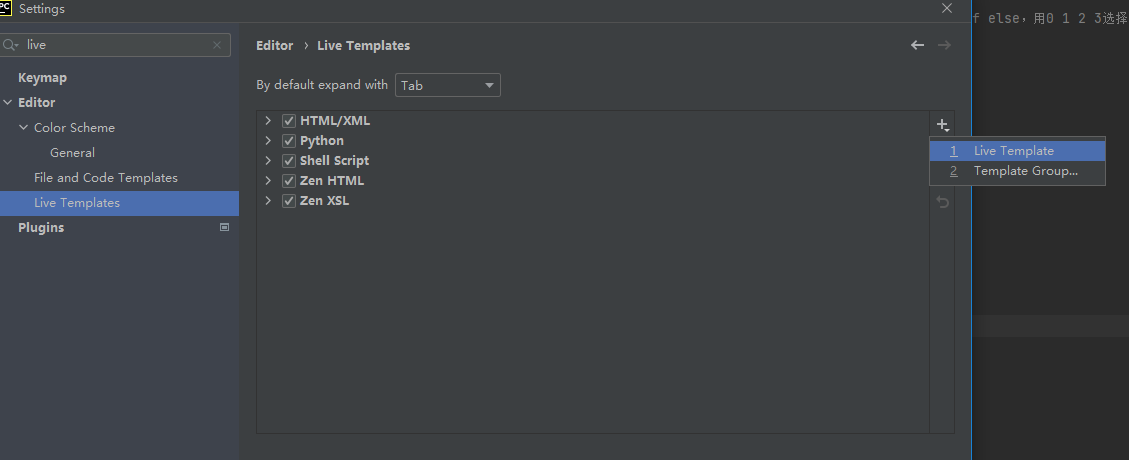 PC Settings
f else，用0 1 2 3选择
live
Editor › Live Templates
Keymap
By default expand with Tab
Editor
Color Scheme
General
File and Code Templates
Live Templates
Plugins
HTML/XML
Python
Shell Script
Zen HTML
Zen XSL
1 Live Template
2 Template Group...